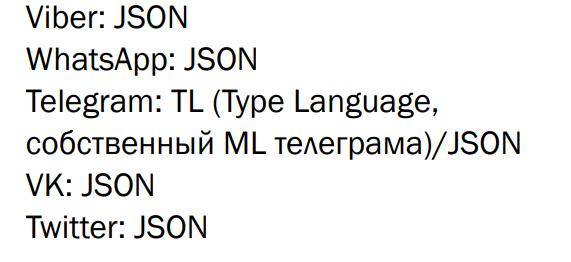 Viber: JSON
WhatsApp: JSON
Telegram: TL (Type Language,
собственный ML телеграма)/JSON
VK: JSON
Twitter: JSON